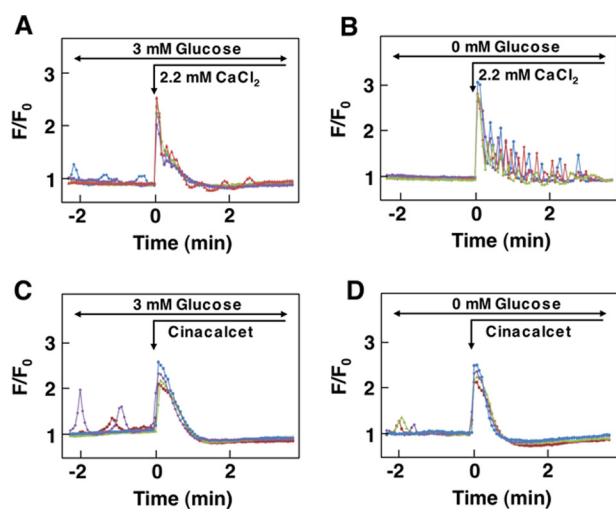 A
3 mM Glucose
2.2 mM CaCl₂
F/F₀
3
2
1
-2 0 2
Time (min)
B
0 mM Glucose
2.2 mM CaCl₂
F/F₀
3
2
1
-2 0 2
Time (min)
C
3 mM Glucose
Cinacalcet
F/F₀
3
2
1
-2 0 2
Time (min)
D
0 mM Glucose
Cinacalcet
F/F₀
3
2
1
-2 0 2
Time (min)